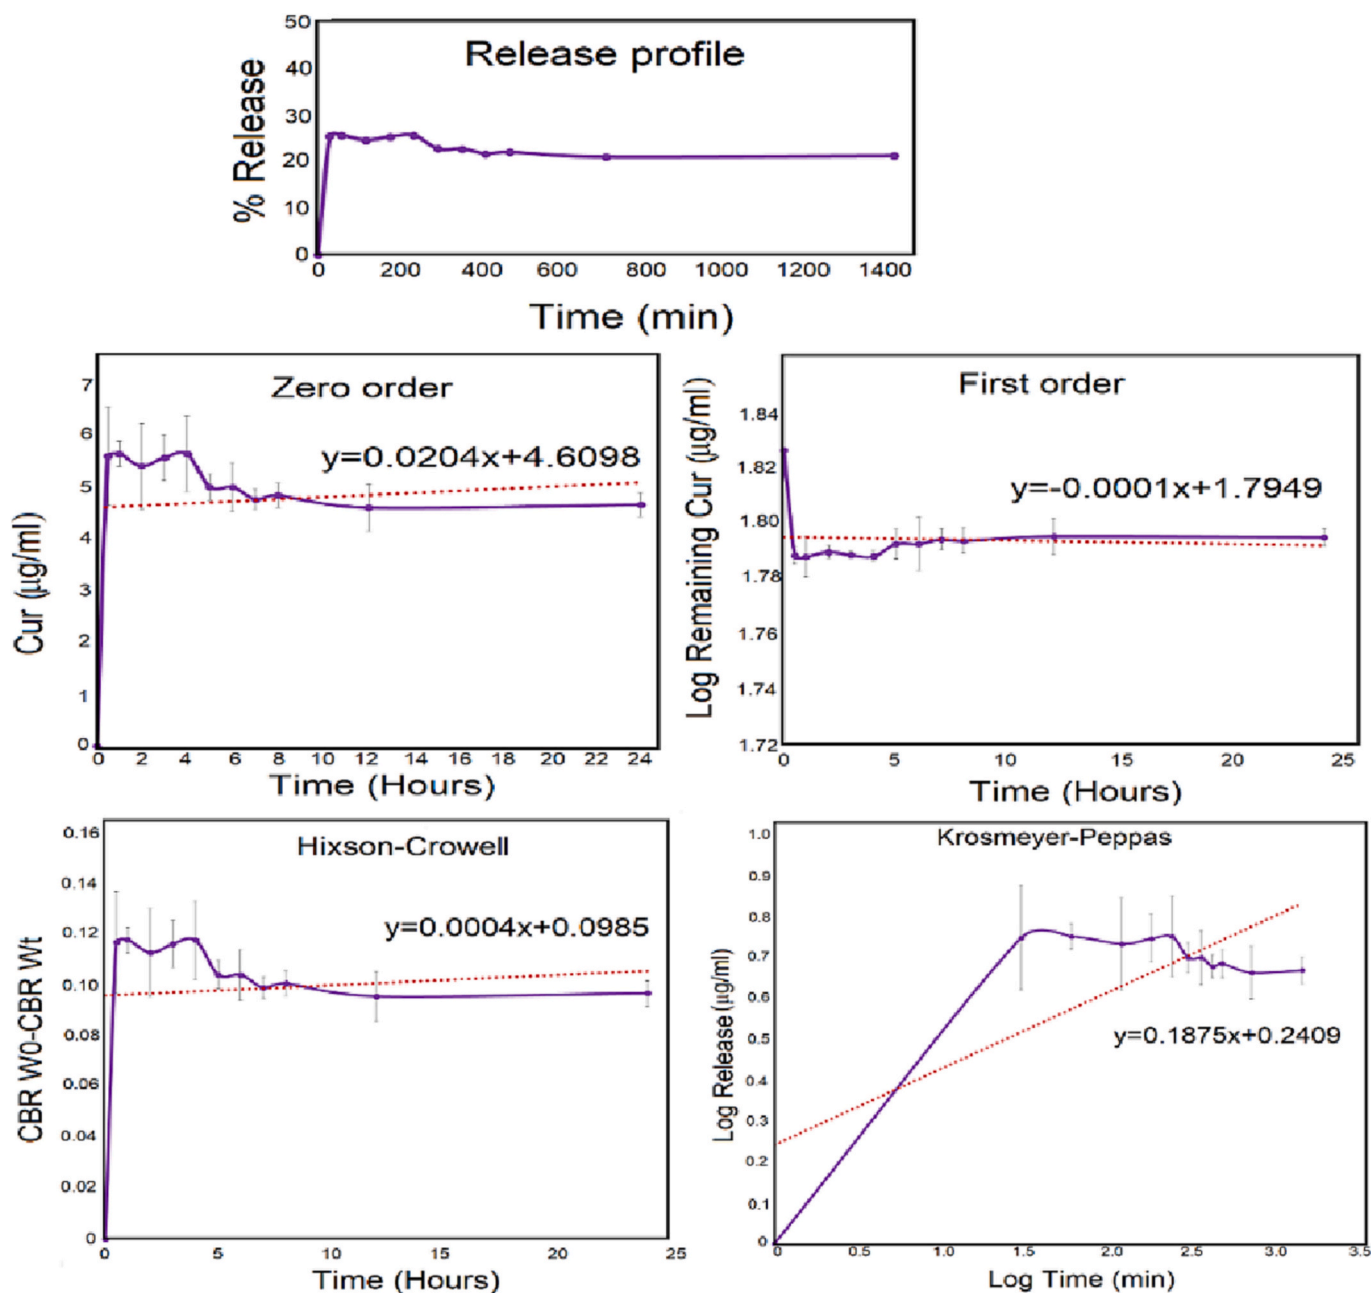 Release profile
% Release
50
40
30
20
10
0
0 200 400 600 800 1000 1200 1400
Time (min)
Zero order
y=0.0204x+4.6098
Cur (µg/ml)
7
6
5
4
3
2
1
0
0 2 4 6 8 10 12 14 16 18 20 22 24
Time (Hours)
First order
y=-0.0001x+1.7949
Log Remaining Cur (µg/ml)
1.84
1.82
1.80
1.78
1.76
1.74
1.72
0 5 10 15 20 25
Time (Hours)
Hixson-Crowell
y=0.0004x+0.0985
CBR W0-CBR Wt
0.16
0.14
0.12
0.10
0.08
0.06
0.04
0.02
0
0 5 10 15 20 25
Time (Hours)
Krosmeyer-Peppas
y=0.1875x+0.2409
Log Release (µg/ml)
1.0
0.9
0.8
0.7
0.6
0.5
0.4
0.3
0.2
0.1
0
0 0.5 1.0 1.5 2.0 2.5 3.0 3.5
Log Time (min)